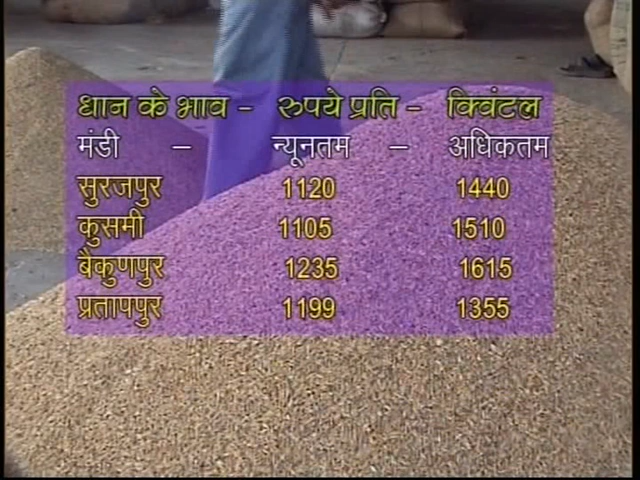 धान के भाव - रुपये प्रति - क्विंटल
मंडी - न्यूनतम - अधिकतम
सुरजपुर 1120 1440
कुसमी 1105 1510
बैकुणपुर 1235 1615
प्रतापपुर 1199 1355